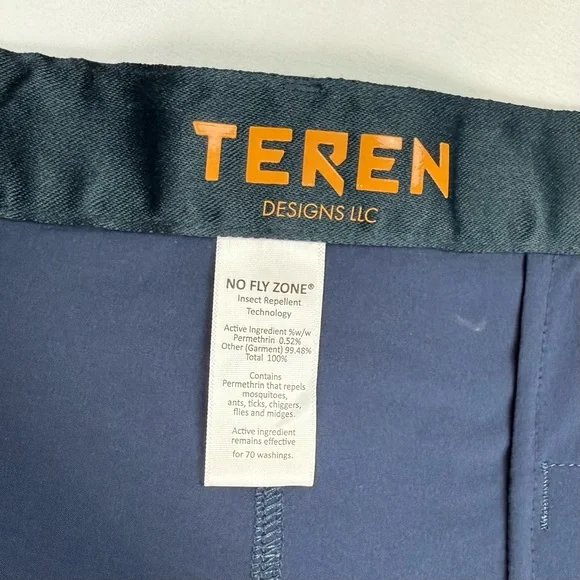 TEREN
DESIGNS LLC
NO FLY ZONE®
Insect Repellent
Technology
Active Ingredient %w/w
Permethrin 0.52%
Other (Garment) 99.48%
Total 100%
Contains
Permethrin that repels
mosquitoes,
ants, ticks, chiggers,
flies and midges.
Active ingredient
remains effective
for 70 washings.